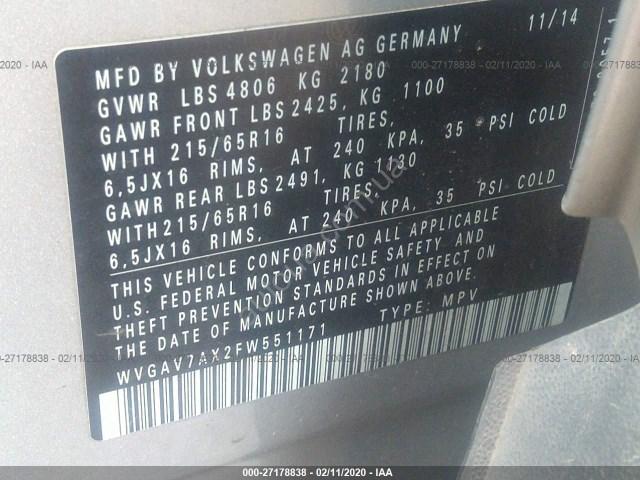 MFD BY VOLKSWAGEN AG GERMANY 11/14
GVWR LBS 4806 KG 2180
GAWR FRONT LBS 2425, KG 1100
WITH 215/65R16 TIRES,
6,5JX16 RIMS, AT 240 KPA, 35 PSI COLD
GAWR REAR LBS 2491, KG 1130
WITH 215/65R16 TIRES,
6,5JX16 RIMS, AT 240 KPA, 35 PSI COLD
THIS VEHICLE CONFORMS TO ALL APPLICABLE
U.S. FEDERAL MOTOR VEHICLE SAFETY AND
THEFT PREVENTION STANDARDS IN EFFECT ON
THE DATE OF MANUFACTURE SHOWN ABOVE.
WVGAV7AX2FW551171 TYPE: MPV
000-27178838 - 02/11/2020 - IAA